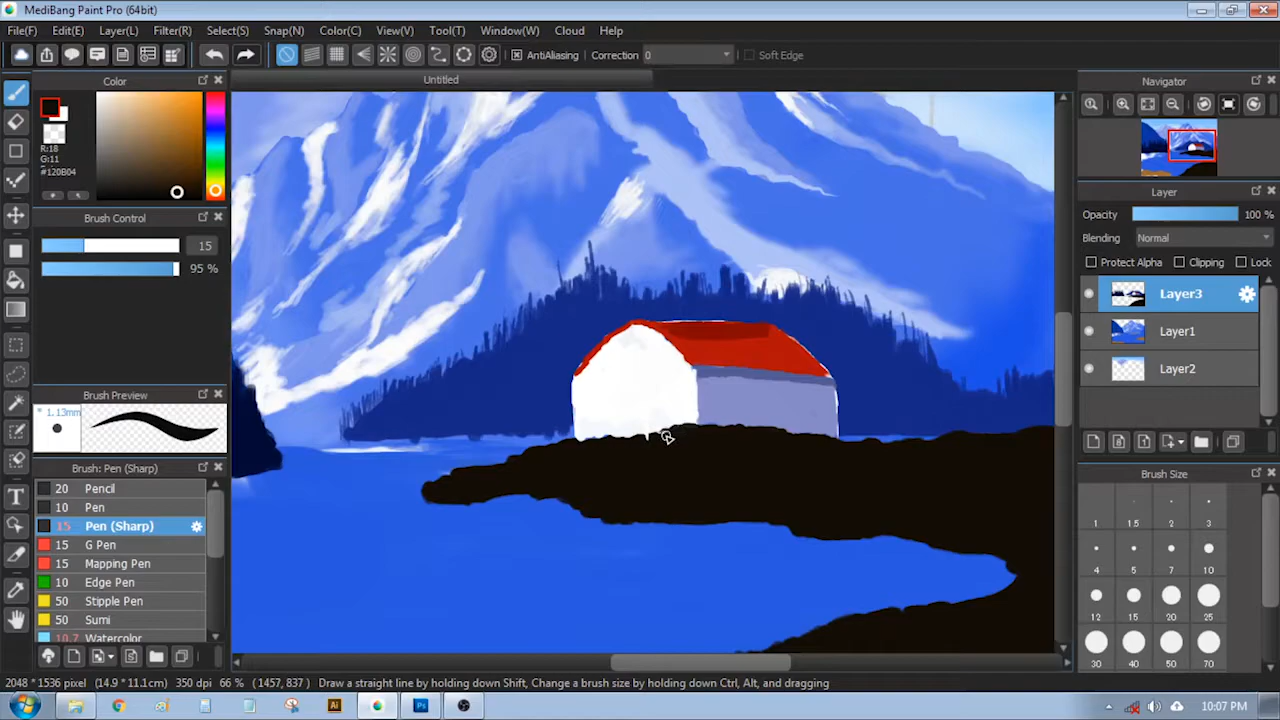 MediBang Paint Pro (64bit)
File(F) Edit(E) Layer(L) Filter(R) Select(S) Snap(N) Color(C) View(V) Tool(T) Window(W) Cloud Help
AntiAliasing Correction 0 Soft Edge
Color
Untitled
Navigator
R:18
G:11
#120B04
Layer
Opacity 100 %
Brush Control
Blending Normal
15
Protect Alpha Clipping Lock
95 %
Layer3
Layer1
Layer2
Brush Preview
1.13mm
Brush: Pen (Sharp)
20 Pencil
10 Pen
15 Pen (Sharp)
15 G Pen
15 Mapping Pen
10 Edge Pen
50 Stipple Pen
50 Sumi
10.7 Watercolor
Brush Size
1 1.5 2 3
4 5 7 10
12 15 20 25
30 40 50 70
2048 * 1536 pixel (14.9 * 11.1cm) 350 dpi 66 % (1457, 837) Draw a straight line by holding down Shift, Change a brush size by holding down Ctrl, Alt, and dragging
T
Ai
Ps
10:07 PM